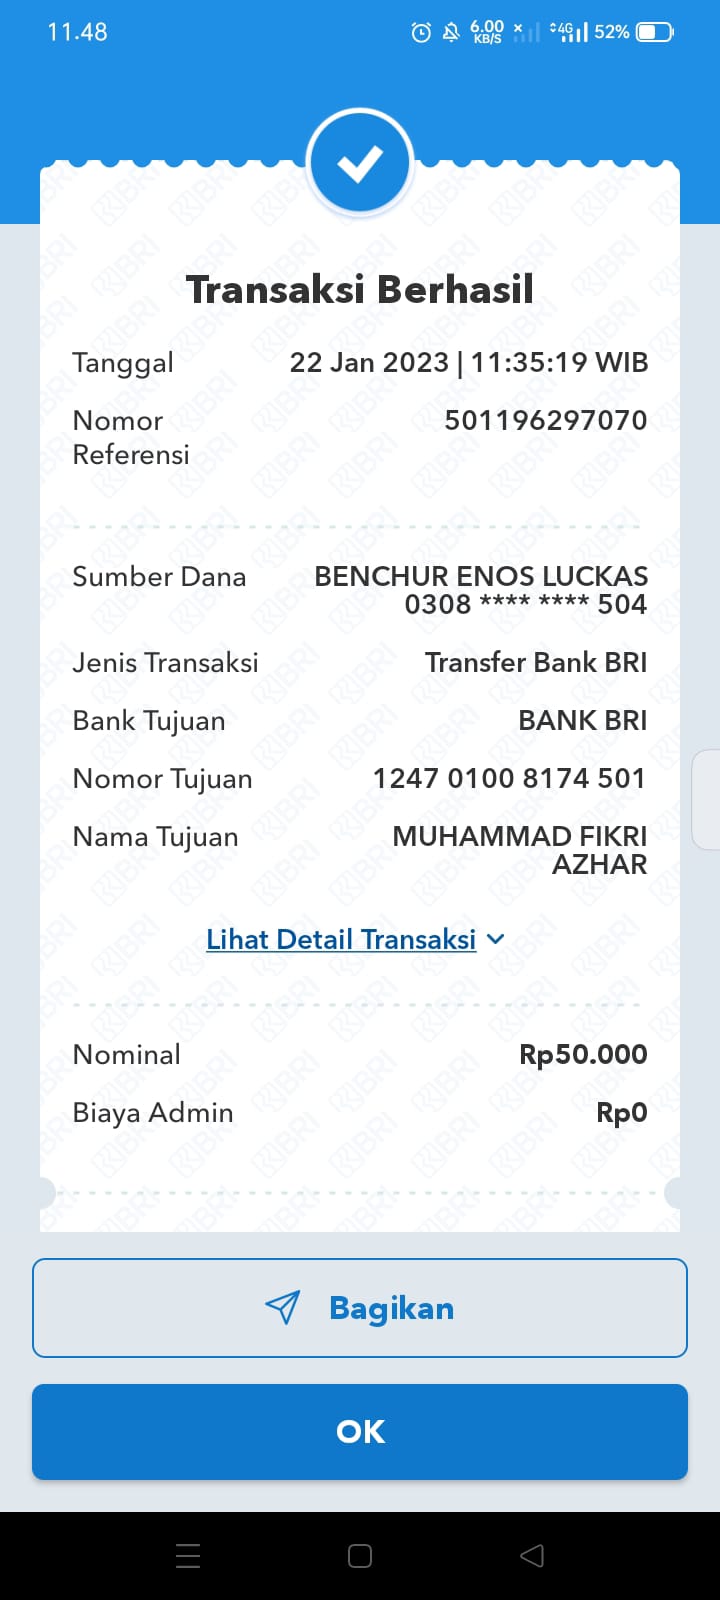 11.48
6.00 KB/S 4G 52%
Transaksi Berhasil
Tanggal 22 Jan 2023 | 11:35:19 WIB
Nomor Referensi 501196297070
Sumber Dana BENCHUR ENOS LUCKAS
0308 **** **** 504
Jenis Transaksi Transfer Bank BRI
Bank Tujuan BANK BRI
Nomor Tujuan 1247 0100 8174 501
Nama Tujuan MUHAMMAD FIKRI
AZHAR
Lihat Detail Transaksi
Nominal Rp50.000
Biaya Admin Rp0
Bagikan
OK